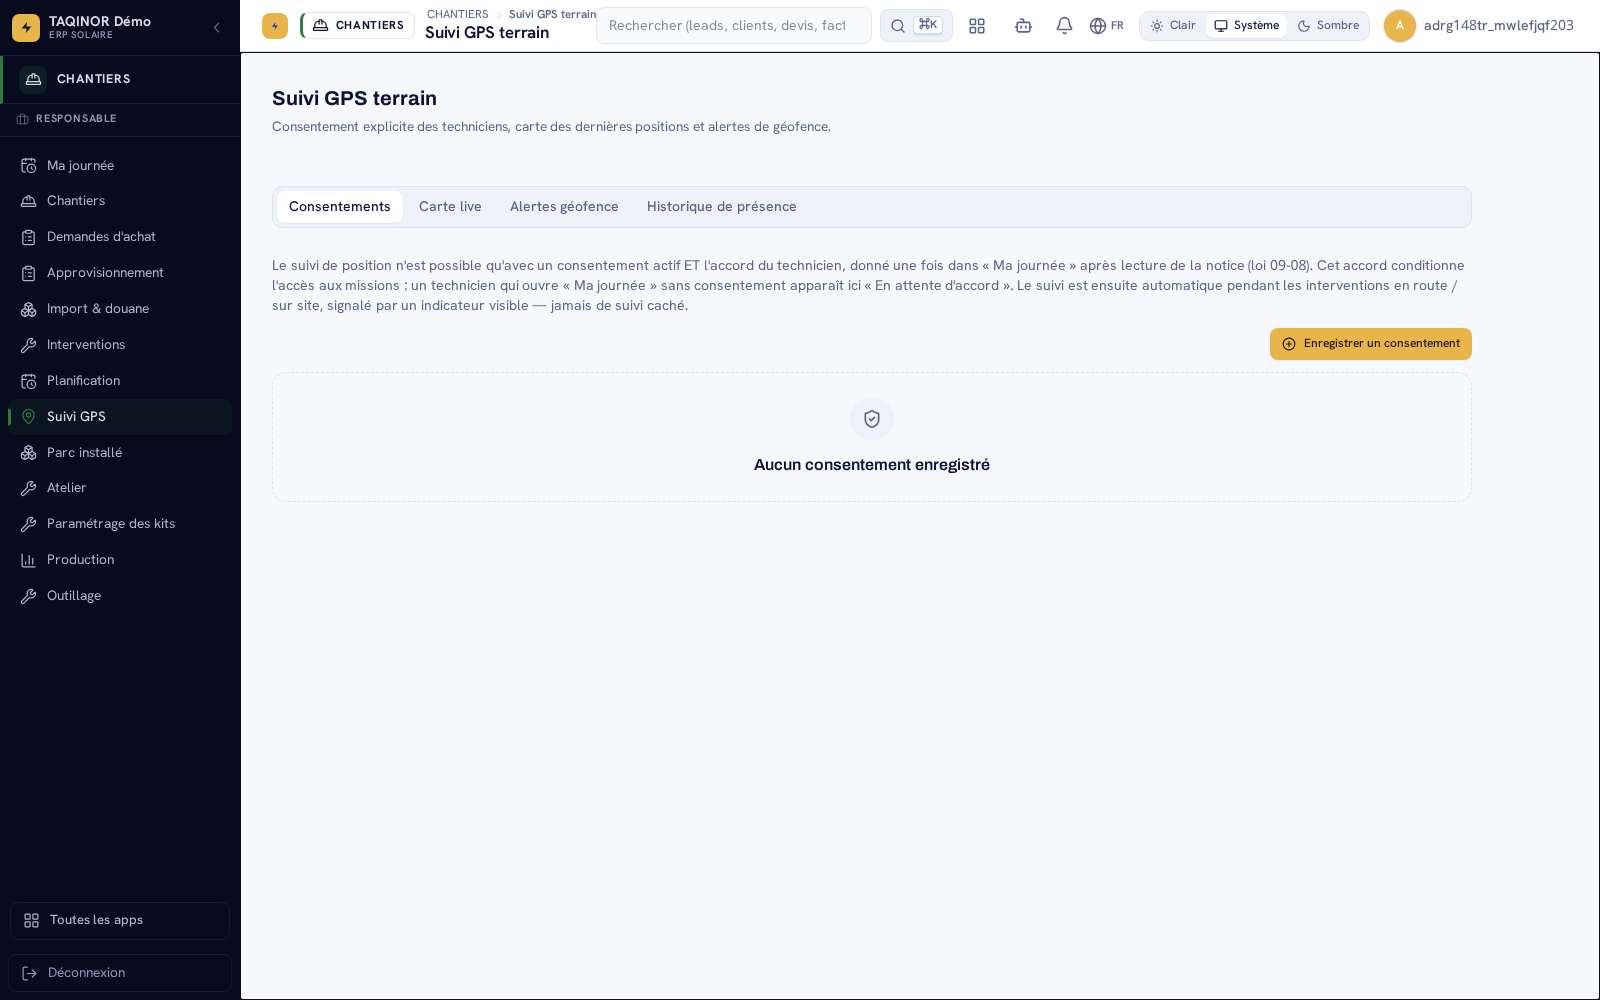 TAQINOR Démo
ERP SOLAIRE
CHANTIERS
RESPONSABLE
Ma journée
Chantiers
Demandes d'achat
Approvisionnement
Import & douane
Interventions
Planification
Suivi GPS
Parc installé
Atelier
Paramétrage des kits
Production
Outillage
Toutes les apps
Déconnexion
CHANTIERS
CHANTIERS > Suivi GPS terrain
Suivi GPS terrain
Rechercher (leads, clients, devis, fact
⌘K
FR
Clair
Système
Sombre
A
adrg148tr_mwlefjqf203
Suivi GPS terrain
Consentement explicite des techniciens, carte des dernières positions et alertes de géofence.
Consentements
Carte live
Alertes géofence
Historique de présence
Le suivi de position n'est possible qu'avec un consentement actif ET l'accord du technicien, donné une fois dans « Ma journée » après lecture de la notice (loi 09-08). Cet accord conditionne
l'accès aux missions : un technicien qui ouvre « Ma journée » sans consentement apparaît ici « En attente d'accord ». Le suivi est ensuite automatique pendant les interventions en route /
sur site, signalé par un indicateur visible — jamais de suivi caché.
Enregistrer un consentement
Aucun consentement enregistré